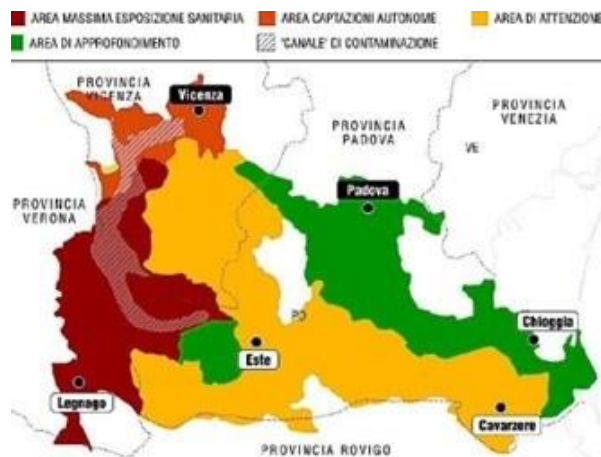 AREA MASSIMA ESPOSIZIONE SANITARIA
AREA CAPTAZIONI AUTONOME
AREA DI ATTENZIONE
AREA DI APPROFONDIMENTO
'CANALE' DI CONTAMINAZIONE
PROVINCIA
VICENZA
Vicenza
PROVINCIA
PADOVA
PROVINCIA
VENEZIA
VE
PROVINCIA
VERONA
Padova
PD
Chioggia
Este
Legnago
Cavarzere
PROVINCIA ROVIGO